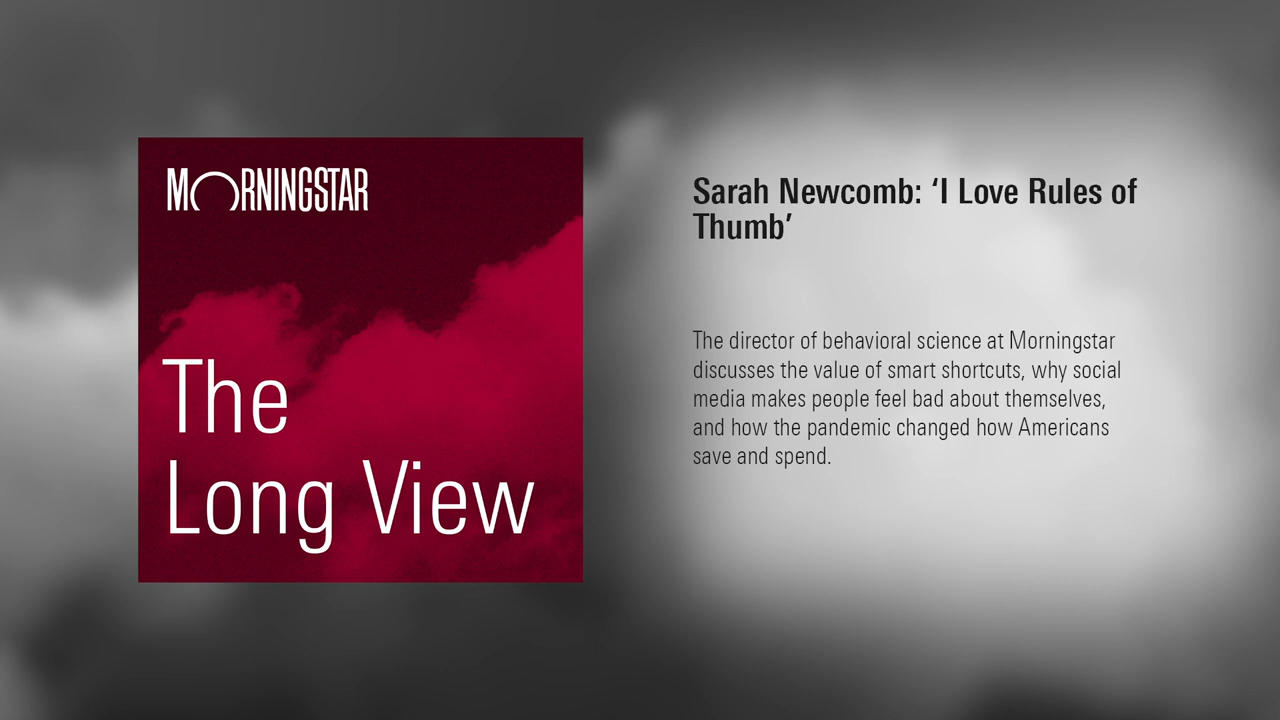 MORNINGSTAR
The
Long View
Sarah Newcomb: ‘I Love Rules of
Thumb’
The director of behavioral science at Morningstar
discusses the value of smart shortcuts, why social
media makes people feel bad about themselves,
and how the pandemic changed how Americans
save and spend.